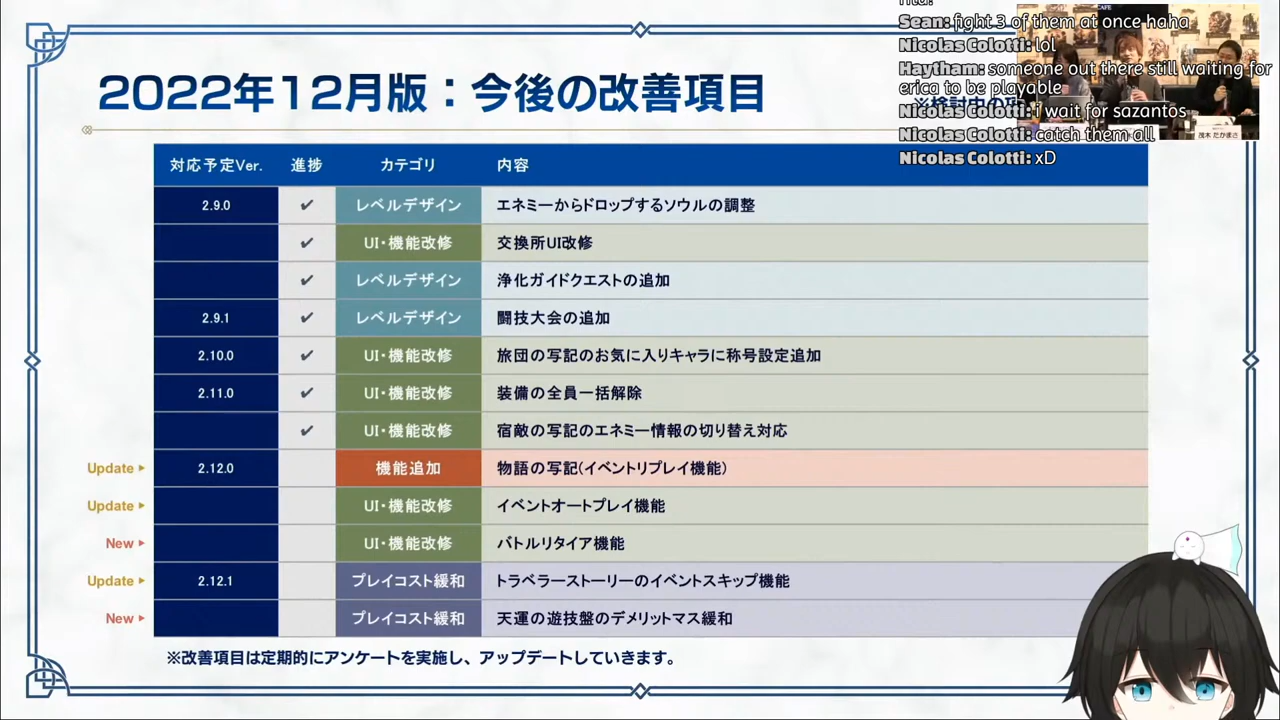 Sean: fight 3 of them at once haha
Nicolas Colotti: lol
Haytham: someone out there still waiting for
erica to be playable
Nicolas Colotti: i wait for sazantos
Nicolas Colotti: catch them all
Nicolas Colotti: xD
CAFE
茂木 たかまさ
2022年12月版：今後の改善項目
※検討中の項
対応予定Ver. 進捗 カテゴリ 内容
2.9.0 ✔ レベルデザイン エネミーからドロップするソウルの調整
✔ UI・機能改修 交換所UI改修
✔ レベルデザイン 浄化ガイドクエストの追加
2.9.1 ✔ レベルデザイン 闘技大会の追加
2.10.0 ✔ UI・機能改修 旅団の写記のお気に入りキャラに称号設定追加
2.11.0 ✔ UI・機能改修 装備の全員一括解除
✔ UI・機能改修 宿敵の写記のエネミー情報の切り替え対応
Update ▶ 2.12.0 機能追加 物語の写記(イベントリプレイ機能)
Update ▶ UI・機能改修 イベントオートプレイ機能
New ▶ UI・機能改修 バトルリタイア機能
Update ▶ 2.12.1 プレイコスト緩和 トラベラーストーリーのイベントスキップ機能
New ▶ プレイコスト緩和 天運の遊技盤のデメリットマス緩和
※改善項目は定期的にアンケートを実施し、アップデートしていきます。